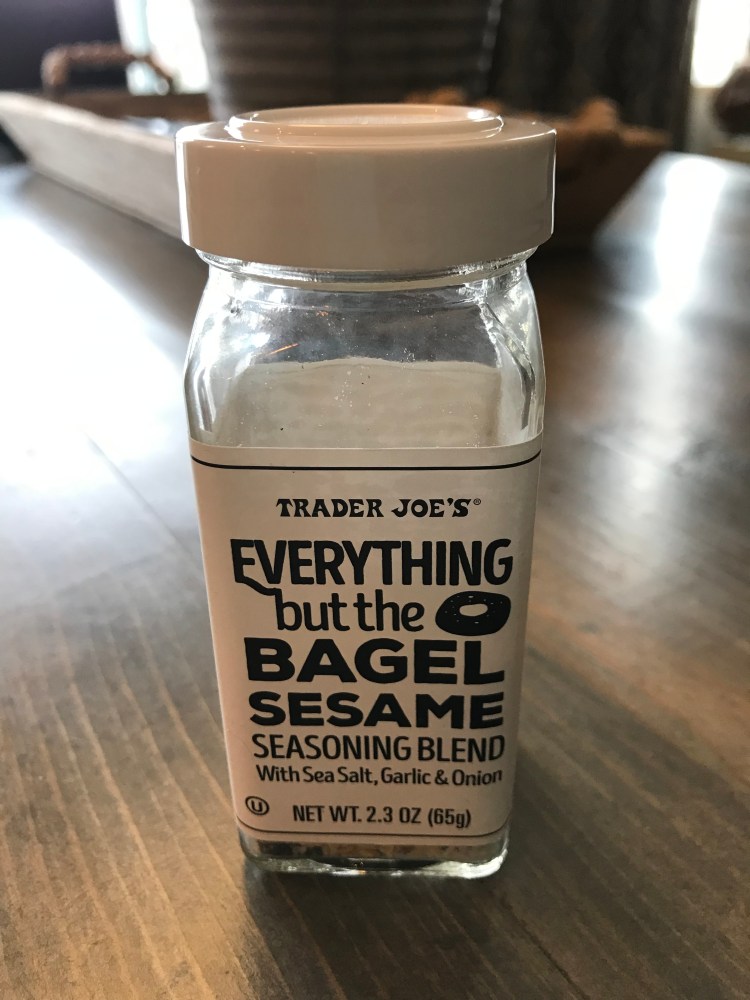 TRADER JOE'S®
EVERYTHING
but the
BAGEL
SESAME
SEASONING BLEND
With Sea Salt, Garlic & Onion
U
NET WT. 2.3 OZ (65g)